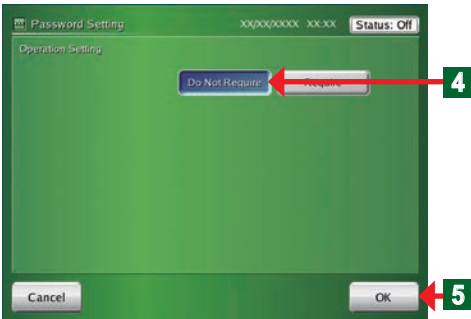 Password Setting XX/XX/XXXX XX:XX Status: Off
Operation Setting
Do Not Require Require 4
Cancel OK 5